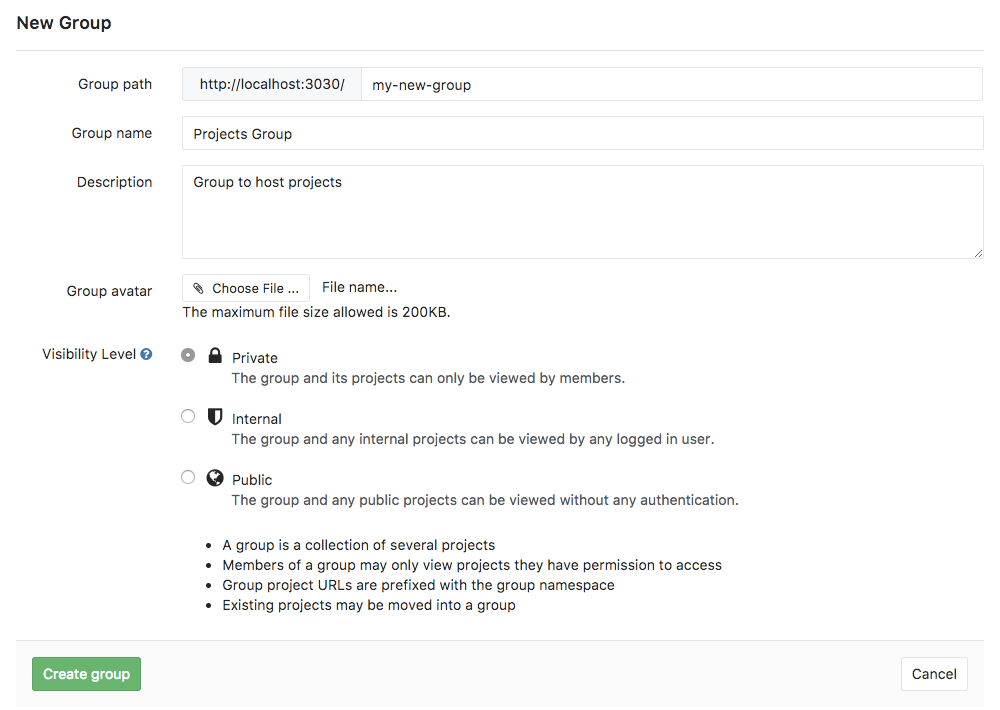 New Group
Group path http://localhost:3030/ my-new-group
Group name Projects Group
Description Group to host projects
Group avatar Choose File ... File name...
The maximum file size allowed is 200KB.
Visibility Level ? Private
The group and its projects can only be viewed by members.
Internal
The group and any internal projects can be viewed by any logged in user.
Public
The group and any public projects can be viewed without any authentication.
• A group is a collection of several projects
• Members of a group may only view projects they have permission to access
• Group project URLs are prefixed with the group namespace
• Existing projects may be moved into a group
Create group Cancel